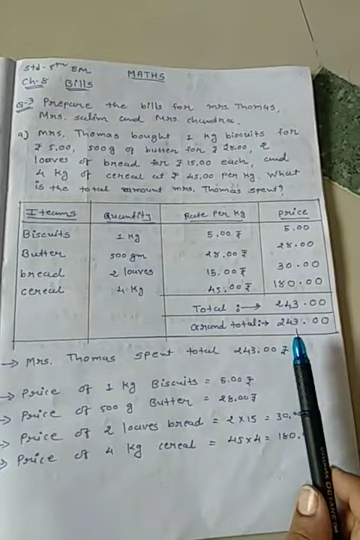 Std-5th EM
MATHS
Ch-8 Bills
Q-3 Prepare the bills for mrs Thomas,
Mrs. salim and Mrs. chandra.
a) Mrs. Thomas bought 1 kg biscuits for
₹ 5.00, 500 g of butter for ₹ 28.00, 2
loaves of bread for ₹ 15.00 each, and
4 kg of cereal at ₹ 45.00 per kg. What
is the total amount mrs. Thomas spent?
Iteams Quantity Rate per kg price
Biscuits 1 kg 5.00 ₹ 5.00
Butter 500 gm 28.00 ₹ 28.00
bread 2 loaves 15.00 ₹ 30.00
cereal 4 kg 45.00 ₹ 180.00
Total :→ 243.00
Grand total:→ 243.00
→ Mrs. Thomas spent total 243.00 ₹
→ Price of 1 kg Biscuits = 5.00 ₹
→ Price of 500 g Butter = 28.00 ₹
→ Price of 2 loaves bread = 2 x 15 = 30.
→ Price of 4 kg cereal = 45 x 4 = 180.